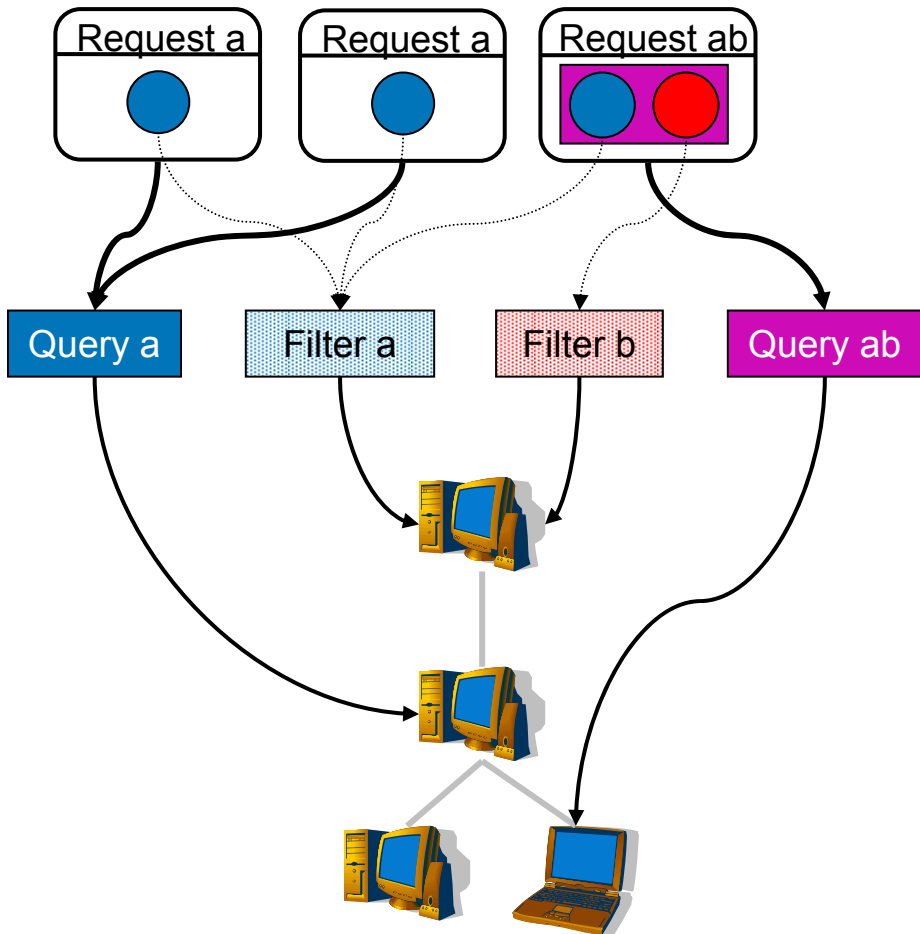 Request a
Request a
Request ab
Query a
Filter a
Filter b
Query ab